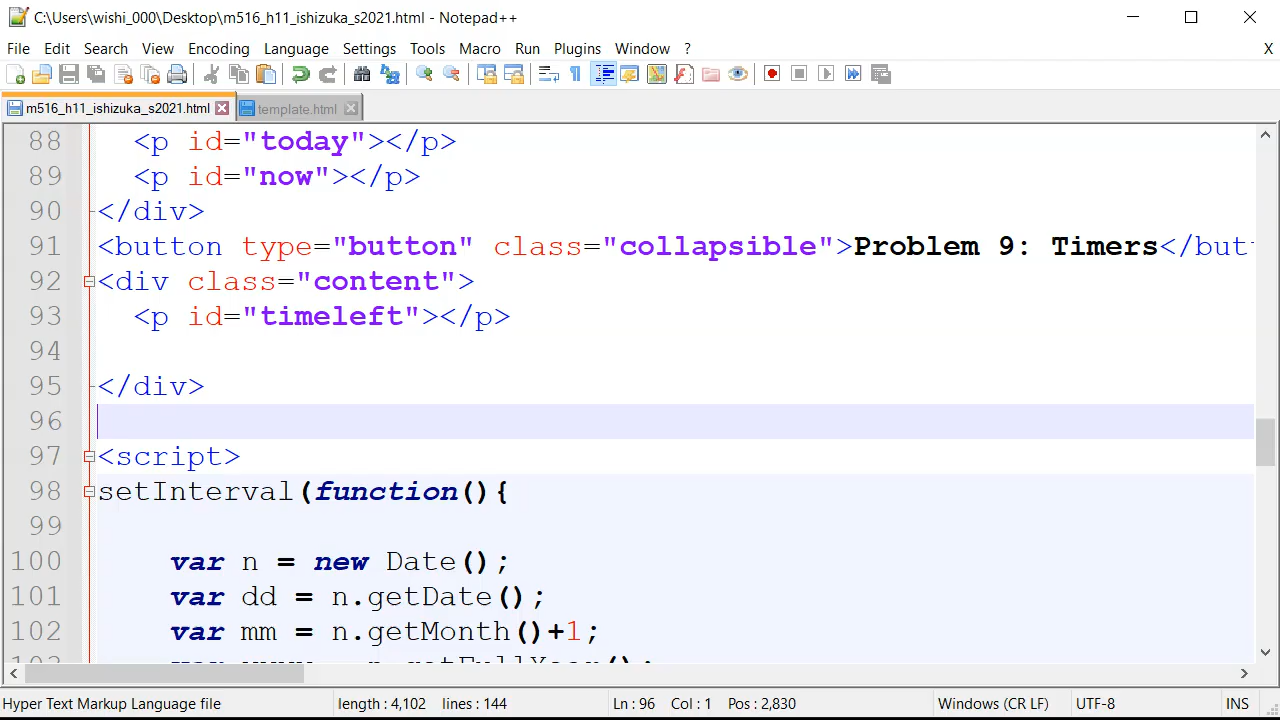 C:\Users\wishi_000\Desktop\m516_h11_ishizuka_s2021.html - Notepad++
File Edit Search View Encoding Language Settings Tools Macro Run Plugins Window ? X
m516_h11_ishizuka_s2021.html template.html
88 <p id="today"></p>
89 <p id="now"></p>
90 </div>
91 <button type="button" class="collapsible">Problem 9: Timers</butt
92 <div class="content">
93 <p id="timeleft"></p>
94
95 </div>
96
97 <script>
98 setInterval(function(){
99
100 var n = new Date();
101 var dd = n.getDate();
102 var mm = n.getMonth()+1;
103 var yyyy = n.getFullYear();
Hyper Text Markup Language file length : 4,102 lines : 144 Ln : 96 Col : 1 Pos : 2,830 Windows (CR LF) UTF-8 INS